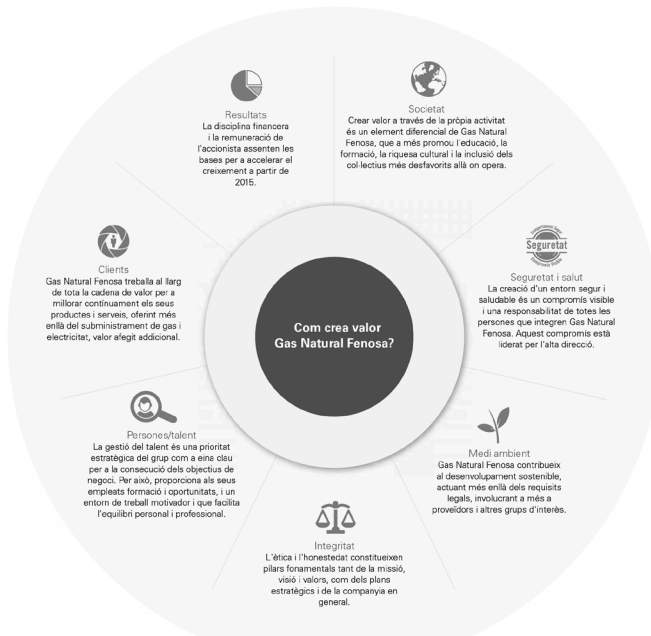 Resultats
La disciplina financera
i la remuneració de
l'accionista assenten les
bases per a accelerar el
creixement a partir de
2015.
Societat
Crear valor a través de la pròpia activitat
és un element diferencial de Gas Natural
Fenosa, que a més promou l'educació, la
formació, la riquesa cultural i la inclusió dels
col·lectius més desfavorits allà on opera.
Clients
Gas Natural Fenosa treballa al llarg
de tota la cadena de valor per a
millorar contínuament els seus
productes i serveis, oferint més
enllà del subministrament de gas i
electricitat, valor afegit addicional.
Seguretat
Seguretat i salut
La creació d'un entorn segur i
saludable és un compromís visible
i una responsabilitat de totes les
persones que integren Gas Natural
Fenosa. Aquest compromís està
liderat per l'alta direcció.
Com crea valor
Gas Natural Fenosa?
Persones/talent
La gestió del talent és una prioritat
estratègica del grup com a eina clau
per a la consecució dels objectius de
negoci. Per això, proporciona als seus
empleats formació i oportunitats, i un
entorn de treball motivador i que facilita
l'equilibri personal i professional.
Medi ambient
Gas Natural Fenosa contribueix
al desenvolupament sostenible,
actuant més enllà dels requisits
legals, involucrant a més a
proveïdors i altres grups d'interès.
Integritat
L'ètica i l'honestedat constitueixen
pilars fonamentals tant de la missió,
visió i valors, com dels plans
estratègics i de la companyia en
general.